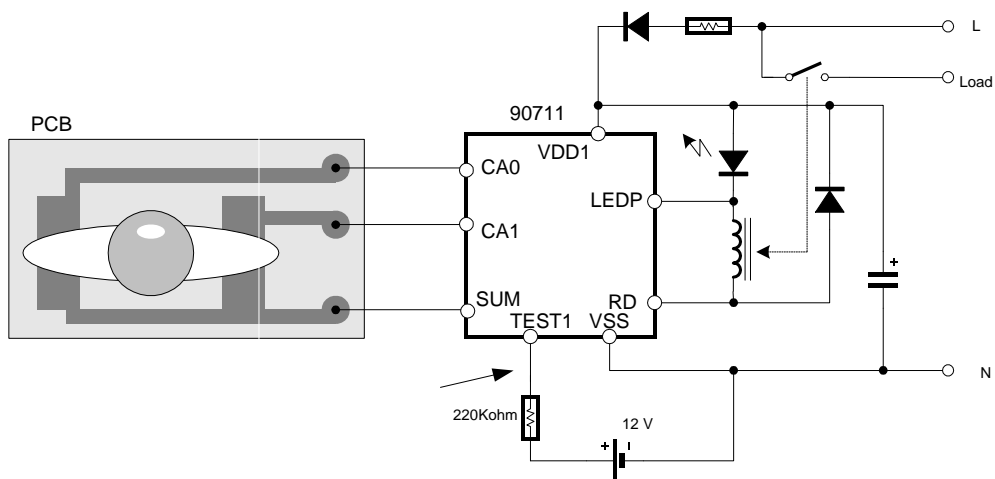 L
Load
PCB
90711
VDD1
CA0
LEDP
CA1
+
SUM
RD
TEST1
VSS
N
220Kohm
12 V
+
-